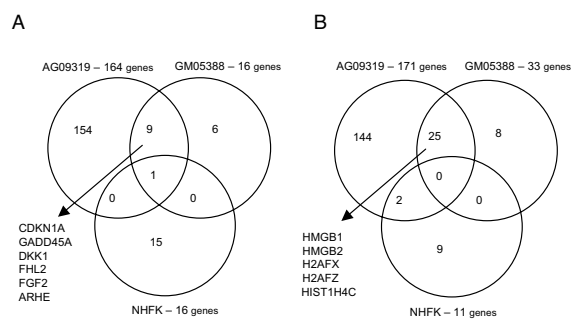 A
B
AG09319 – 164 genes
GM05388 – 16 genes
AG09319 – 171 genes
GM05388 – 33 genes
154
9
6
144
25
8
1
0
0
0
2
0
15
9
CDKN1A
GADD45A
DKK1
FHL2
FGF2
ARHE
HMGB1
HMGB2
H2AFX
H2AFZ
HIST1H4C
NHFK – 16 genes
NHFK – 11 genes